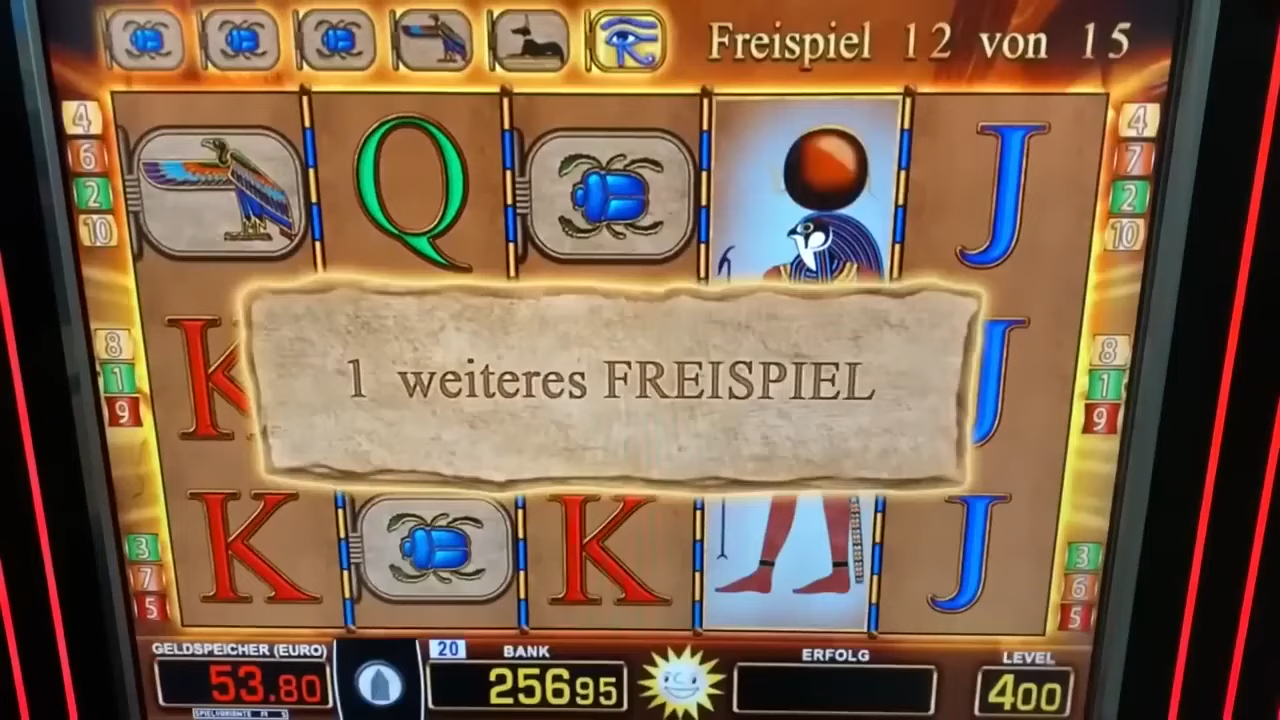 Freispiel 12 von 15
4
6
2
10
8
1
9
3
7
5
Q
J
K
J
K
K
J
1 weiteres FREISPIEL
4
7
2
10
8
1
9
3
6
5
GELDSPEICHER (EURO)
53.80
20 BANK
25695
ERFOLG
LEVEL
400